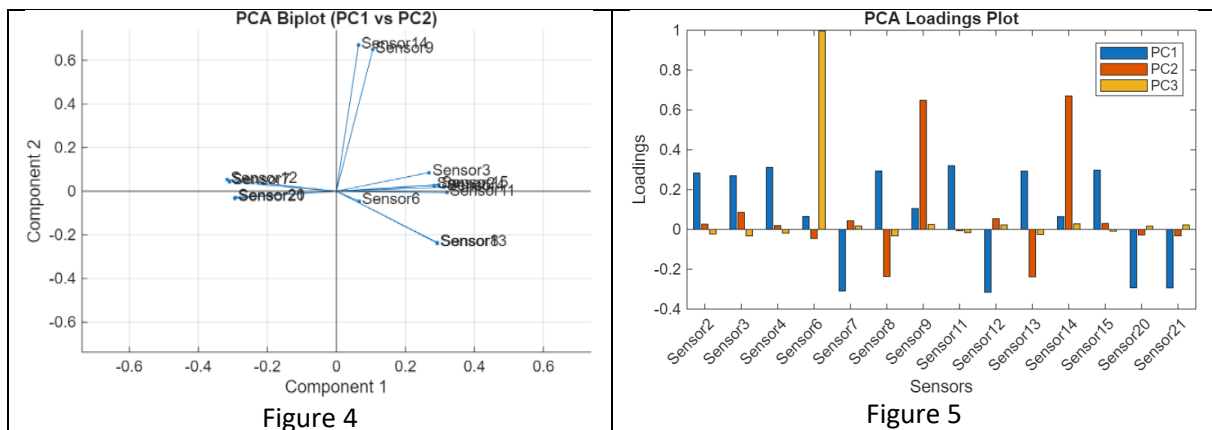 PCA Biplot (PC1 vs PC2)
Component 2
0.6
0.4
0.2
0
-0.2
-0.4
-0.6
Sensor14
Sensor9
Sensor3
Sensor15
Sensor11
Sensor12
Sensor7
Sensor6
Sensor13
-0.6
-0.4
-0.2
0
0.2
0.4
0.6
Component 1
Figure 4
PCA Loadings Plot
Loadings
1
0.8
0.6
0.4
0.2
0
-0.2
-0.4
PC1
PC2
PC3
Sensor2
Sensor3
Sensor4
Sensor6
Sensor7
Sensor8
Sensor9
Sensor11
Sensor12
Sensor13
Sensor14
Sensor15
Sensor20
Sensor21
Sensors
Figure 5